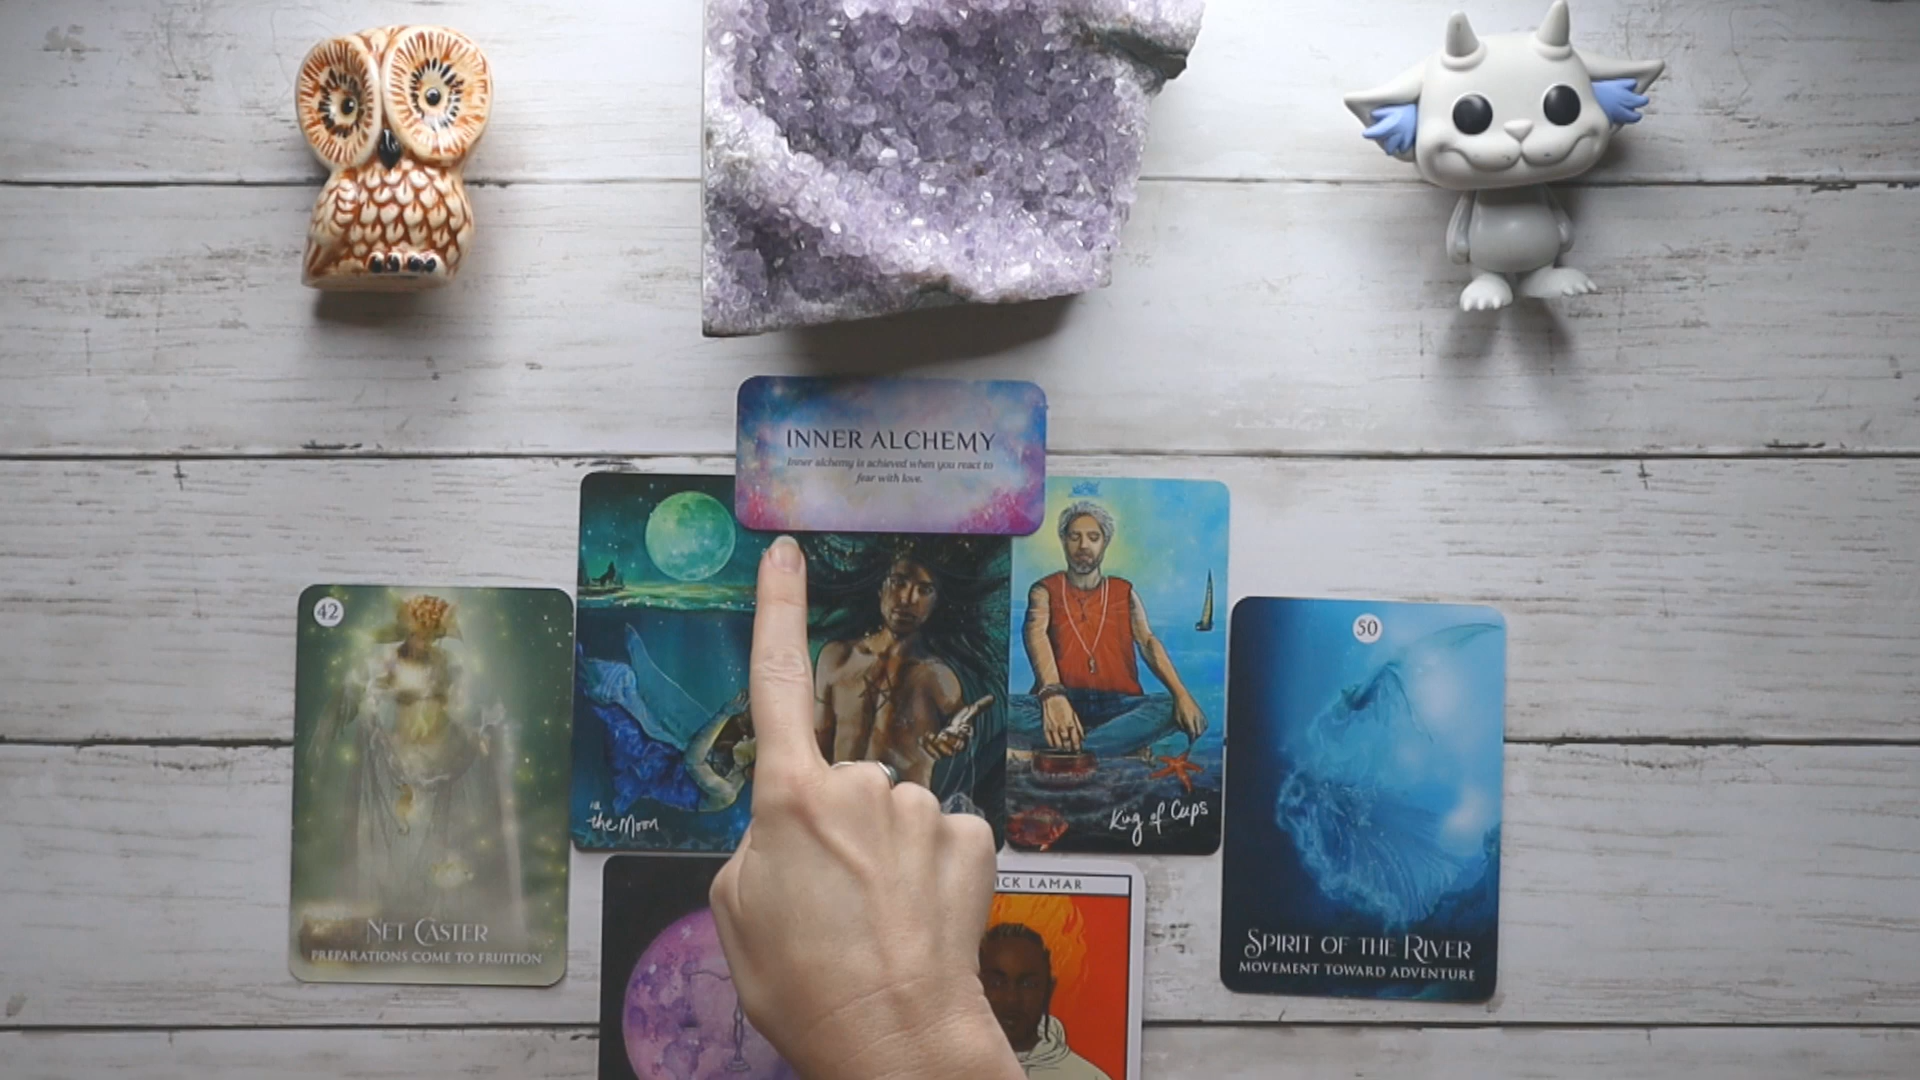 INNER ALCHEMY
Inner alchemy is achieved when you react to
fear with love.
42
NET CASTER
PREPARATIONS COME TO FRUITION
the Moon
King of Cups
50
SPIRIT OF THE RIVER
MOVEMENT TOWARD ADVENTURE
ICK LAMAR